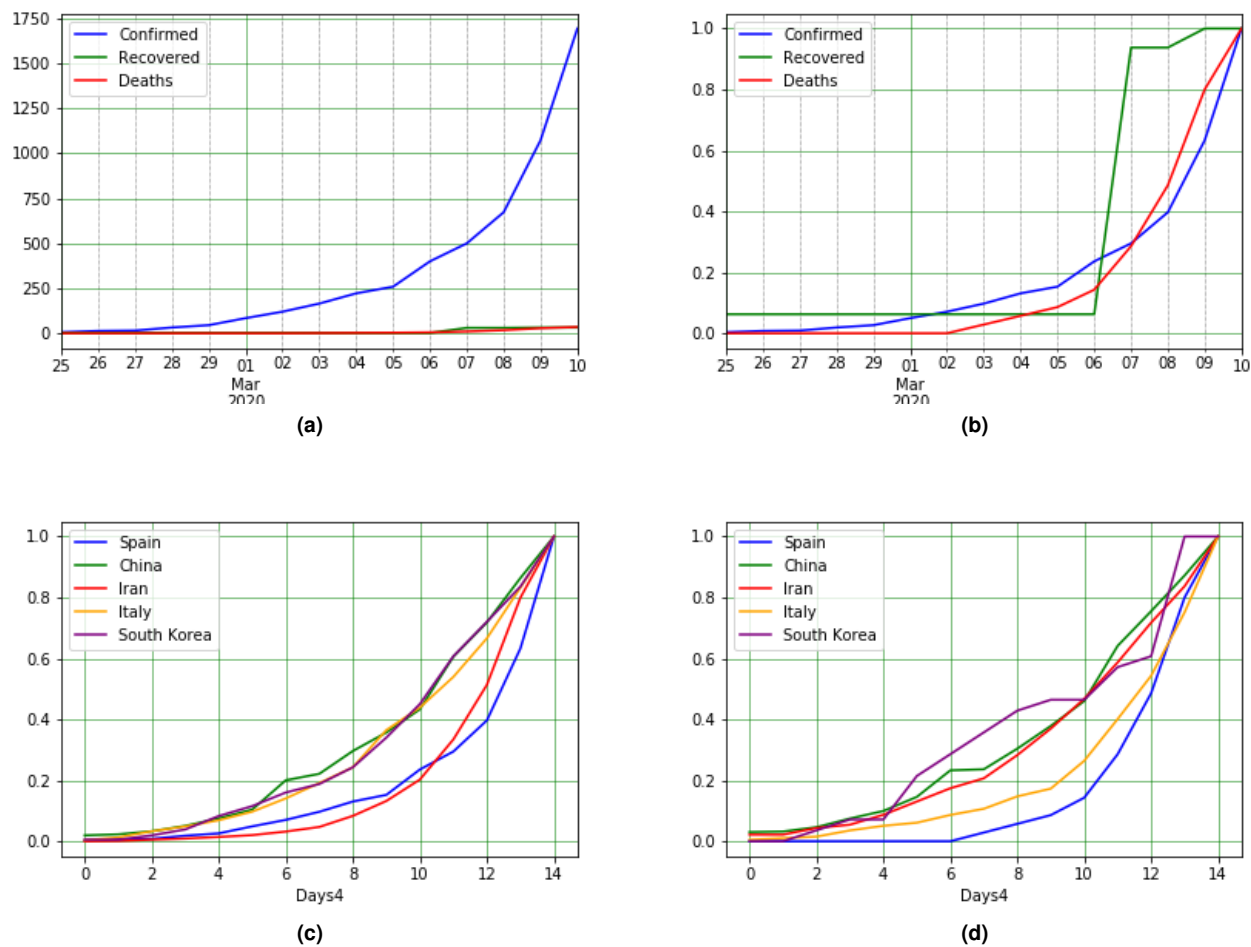 1750
1500
1250
1000
750
500
250
0
Confirmed
Recovered
Deaths
25 26 27 28 29 01 02 03 04 05 06 07 08 09 10
Mar
2020
(a)
1.0
0.8
0.6
0.4
0.2
0.0
Confirmed
Recovered
Deaths
25 26 27 28 29 01 02 03 04 05 06 07 08 09 10
Mar
2020
(b)
1.0
0.8
0.6
0.4
0.2
0.0
Spain
China
Iran
Italy
South Korea
0 2 4 6 8 10 12 14
Days4
(c)
1.0
0.8
0.6
0.4
0.2
0.0
Spain
China
Iran
Italy
South Korea
0 2 4 6 8 10 12 14
Days4
(d)